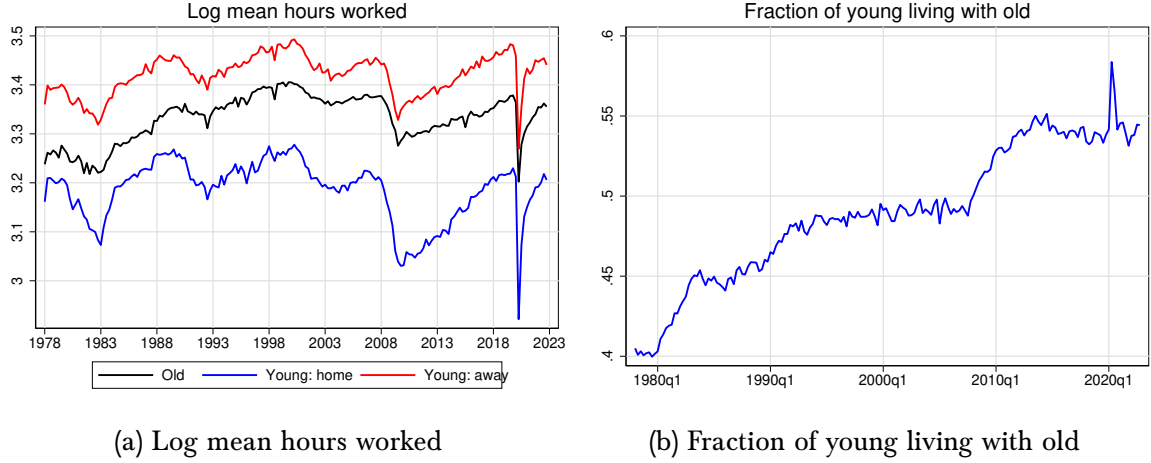 Log mean hours worked
3.5
3.4
3.3
3.2
3.1
3
1978 1983 1988 1993 1998 2003 2008 2013 2018 2023
Old Young: home Young: away
(a) Log mean hours worked
Fraction of young living with old
.6
.55
.5
.45
.4
1980q1 1990q1 2000q1 2010q1 2020q1
(b) Fraction of young living with old